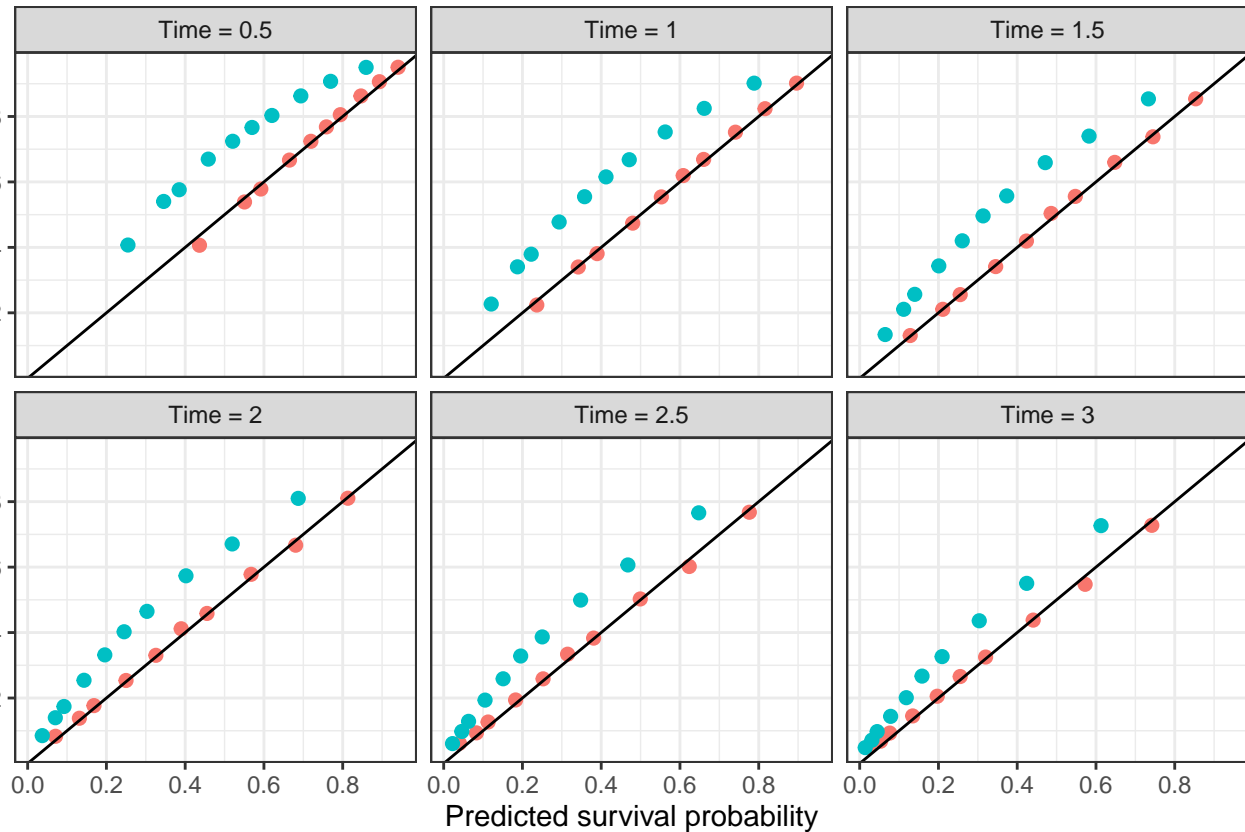 Time = 0.5 Time = 1 Time = 1.5
Time = 2 Time = 2.5 Time = 3
0.0 0.2 0.4 0.6 0.8 0.0 0.2 0.4 0.6 0.8 0.0 0.2 0.4 0.6 0.8
Predicted survival probability